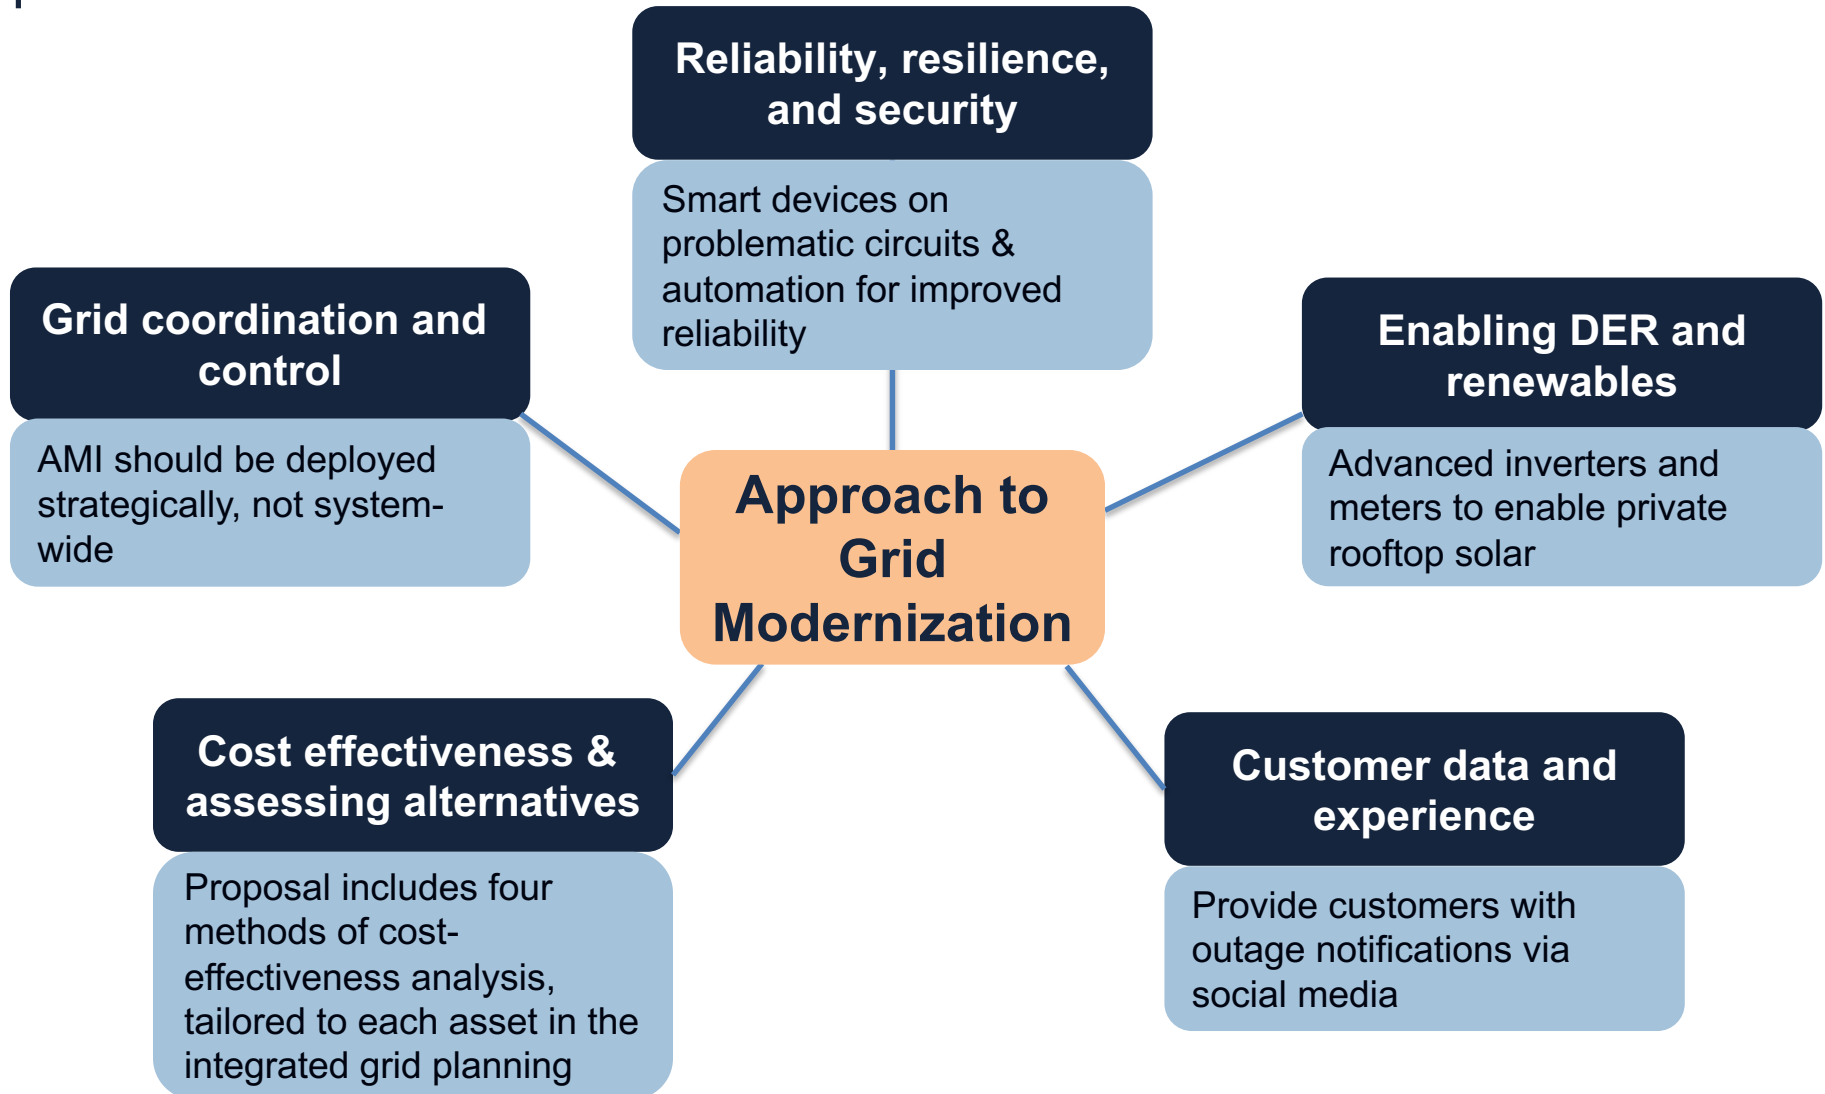 Reliability, resilience,
and security
Smart devices on
problematic circuits &
automation for improved
reliability
Grid coordination and
control
AMI should be deployed
strategically, not system-
wide
Enabling DER and
renewables
Advanced inverters and
meters to enable private
rooftop solar
Approach to
Grid
Modernization
Cost effectiveness &
assessing alternatives
Proposal includes four
methods of cost-
effectiveness analysis,
tailored to each asset in the
integrated grid planning
Customer data and
experience
Provide customers with
outage notifications via
social media